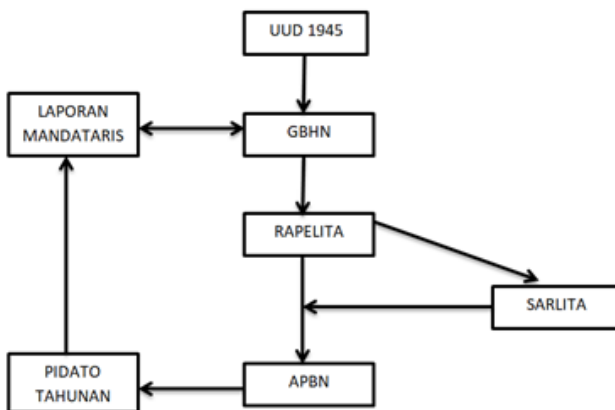 UUD 1945
LAPORAN
MANDATARIS
GBHN
RAPELITA
SARLITA
PIDATO
TAHUNAN
APBN